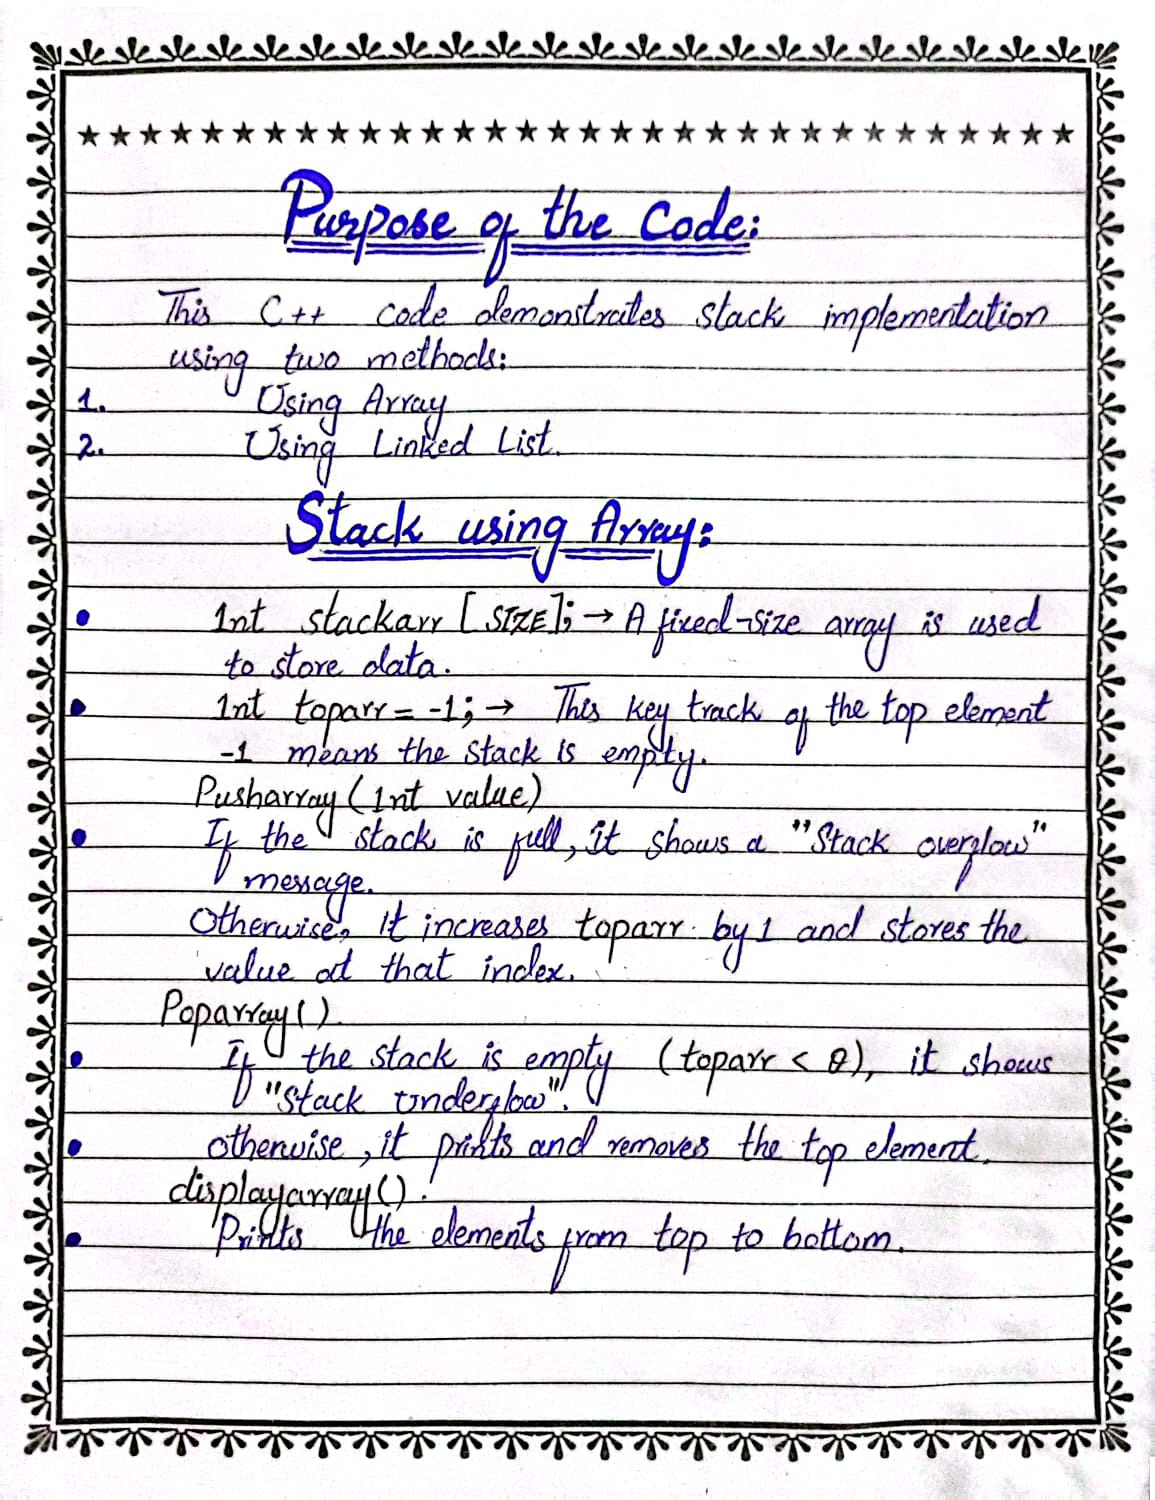 Purpose of the Code:
This C++ code demonstrates stack implementation
using two methods:
1. Using Array
2. Using Linked List.
Stack using Array:
• Int stackarr [SIZE]; → A fixed-size array is used
to store data.
• Int toparr = -1; → This key track of the top element
-1 means the stack is empty.
Pusharray (Int value)
• If the stack is full, it shows a "Stack overflow"
message.
Otherwise, it increases toparr by 1 and stores the
value at that index.
Poparray().
• If the stack is empty (toparr < 0), it shows
"Stack Underflow".
• otherwise, it prints and removes the top element.
displayarray().
• Prints the elements from top to bottom.